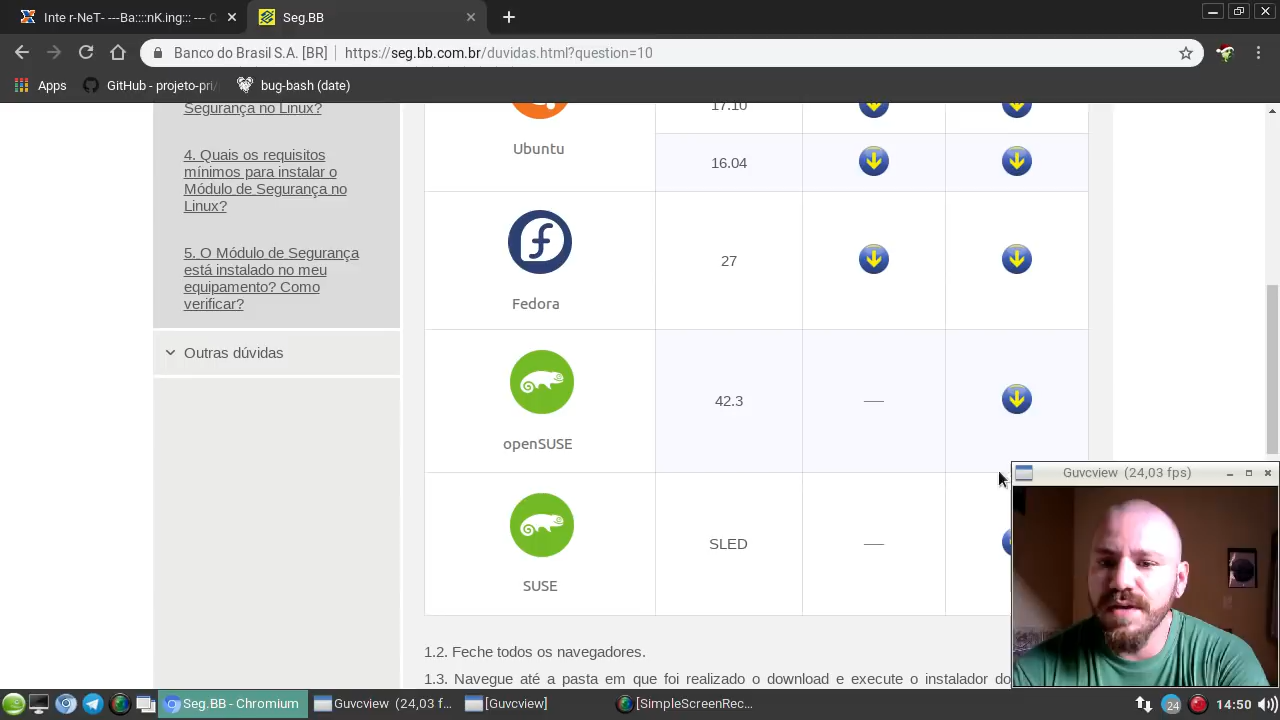 Inte r-NeT- ---Ba::::nK.ing::: --- C
Seg.BB
Banco do Brasil S.A. [BR]
https://seg.bb.com.br/duvidas.html?question=10
Apps
GitHub - projeto-pri/
bug-bash (date)
Segurança no Linux?
4. Quais os requisitos
mínimos para instalar o
Módulo de Segurança no
Linux?
5. O Módulo de Segurança
está instalado no meu
equipamento? Como
verificar?
Outras dúvidas
Ubuntu
17.10
16.04
Fedora
27
openSUSE
42.3
SUSE
SLED
1.2. Feche todos os navegadores.
1.3. Navegue até a pasta em que foi realizado o download e execute o instalador do
Guvcview (24,03 fps)
Seg.BB - Chromium
Guvcview (24,03 f...
[Guvcview]
[SimpleScreenRec...
24
14:50